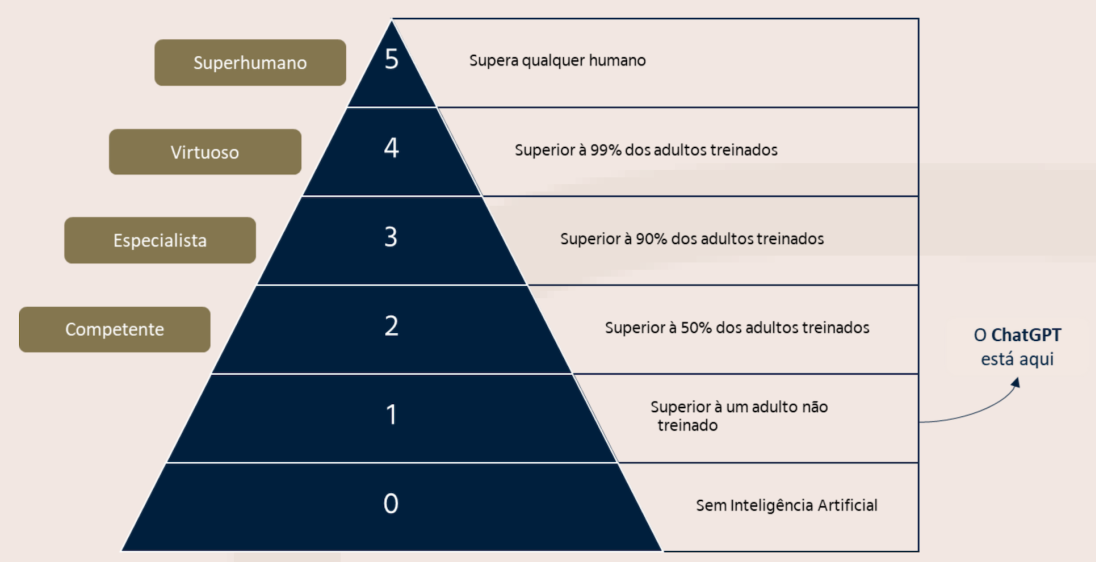 Superhumano
5
Supera qualquer humano
Virtuoso
4
Superior à 99% dos adultos treinados
Especialista
3
Superior à 90% dos adultos treinados
Competente
2
Superior à 50% dos adultos treinados
O ChatGPT
está aqui
1
Superior à um adulto não
treinado
0
Sem Inteligência Artificial